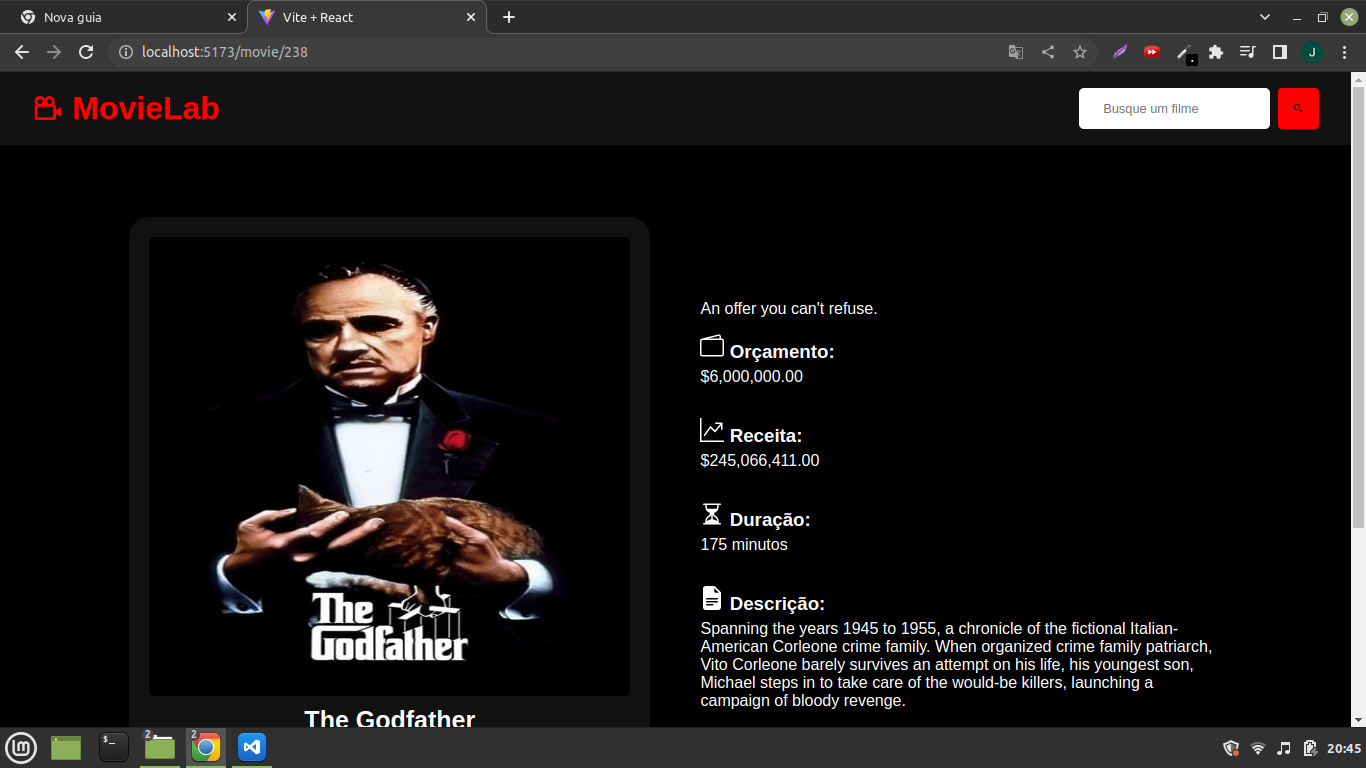 Nova guia
Vite + React
localhost:5173/movie/238
J
MovieLab
Busque um filme
The
Godfather
The Godfather
An offer you can't refuse.
Orçamento:
$6,000,000.00
Receita:
$245,066,411.00
Duração:
175 minutos
Descrição:
Spanning the years 1945 to 1955, a chronicle of the fictional Italian-
American Corleone crime family. When organized crime family patriarch,
Vito Corleone barely survives an attempt on his life, his youngest son,
Michael steps in to take care of the would-be killers, launching a
campaign of bloody revenge.
lm
$_
2
2
20:45